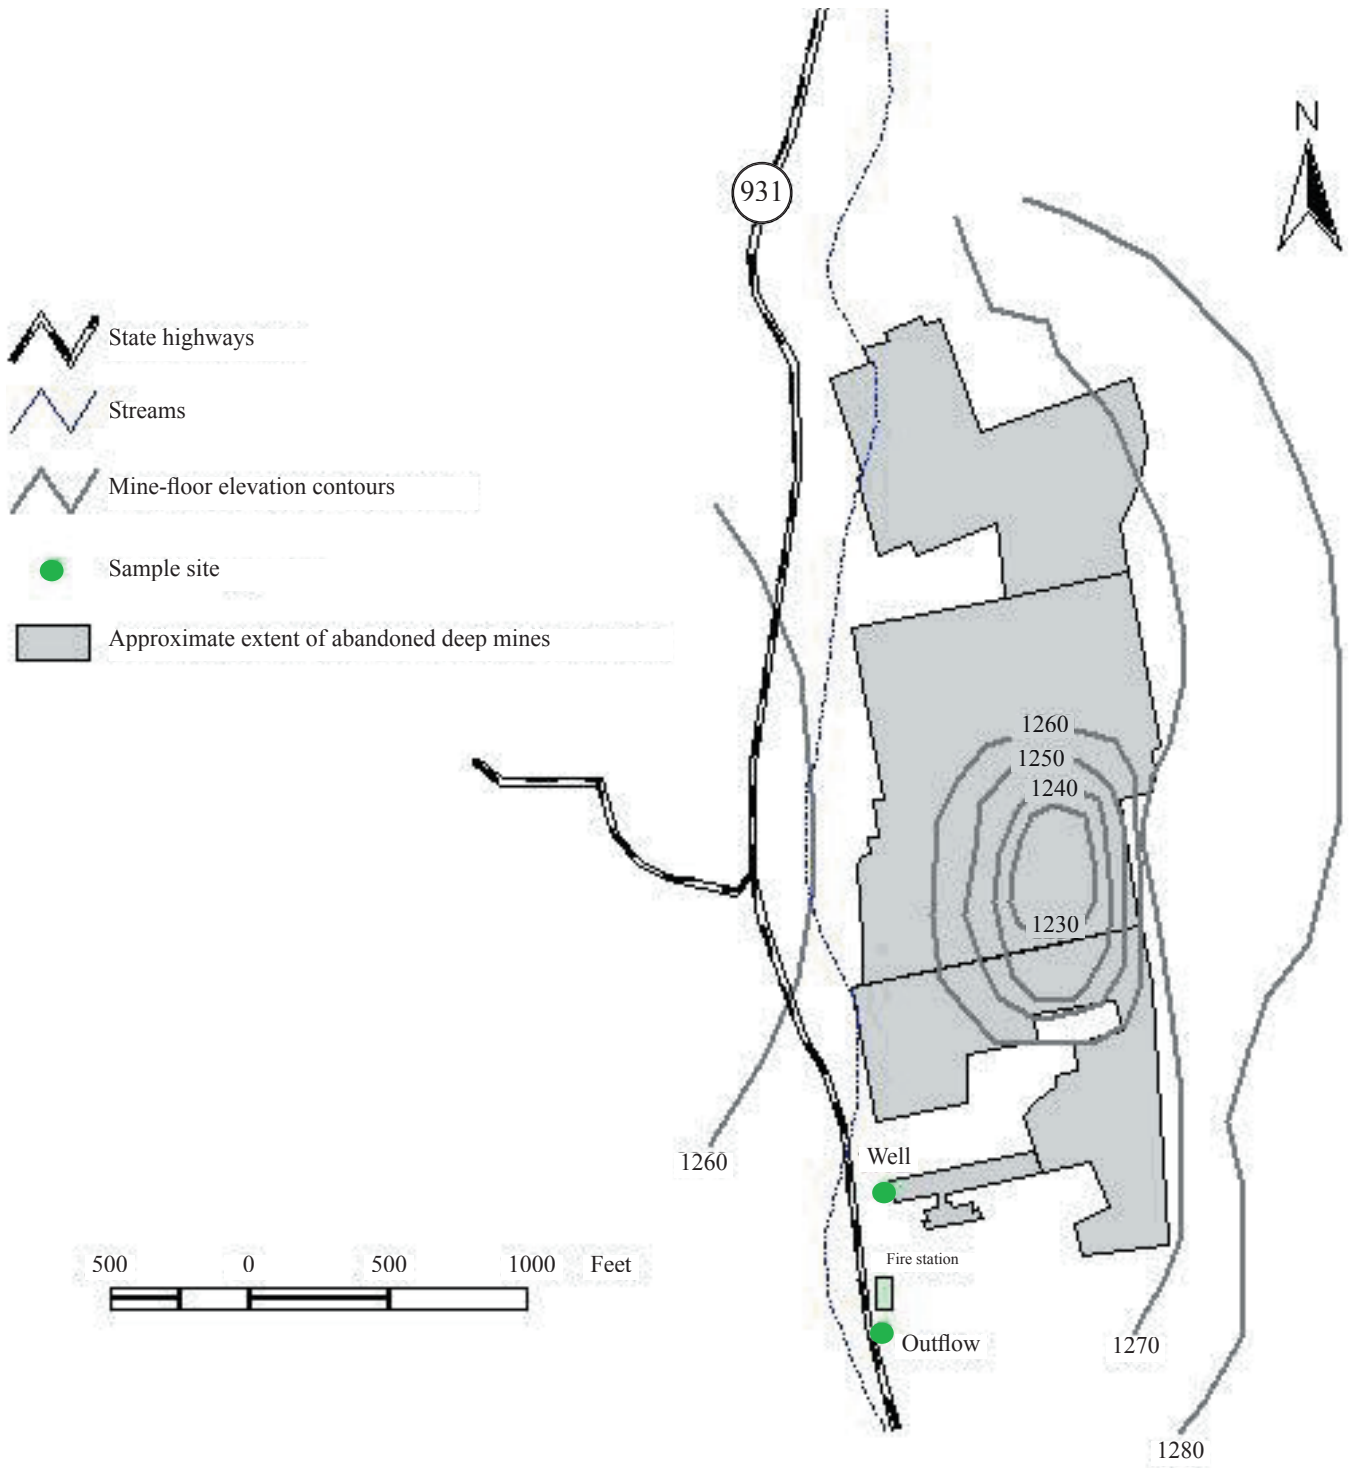 N
931
State highways
Streams
Mine-floor elevation contours
Sample site
Approximate extent of abandoned deep mines
1260
1250
1240
1230
Well
1260
Fire station
500 0 500 1000 Feet
Outflow
1270
1280